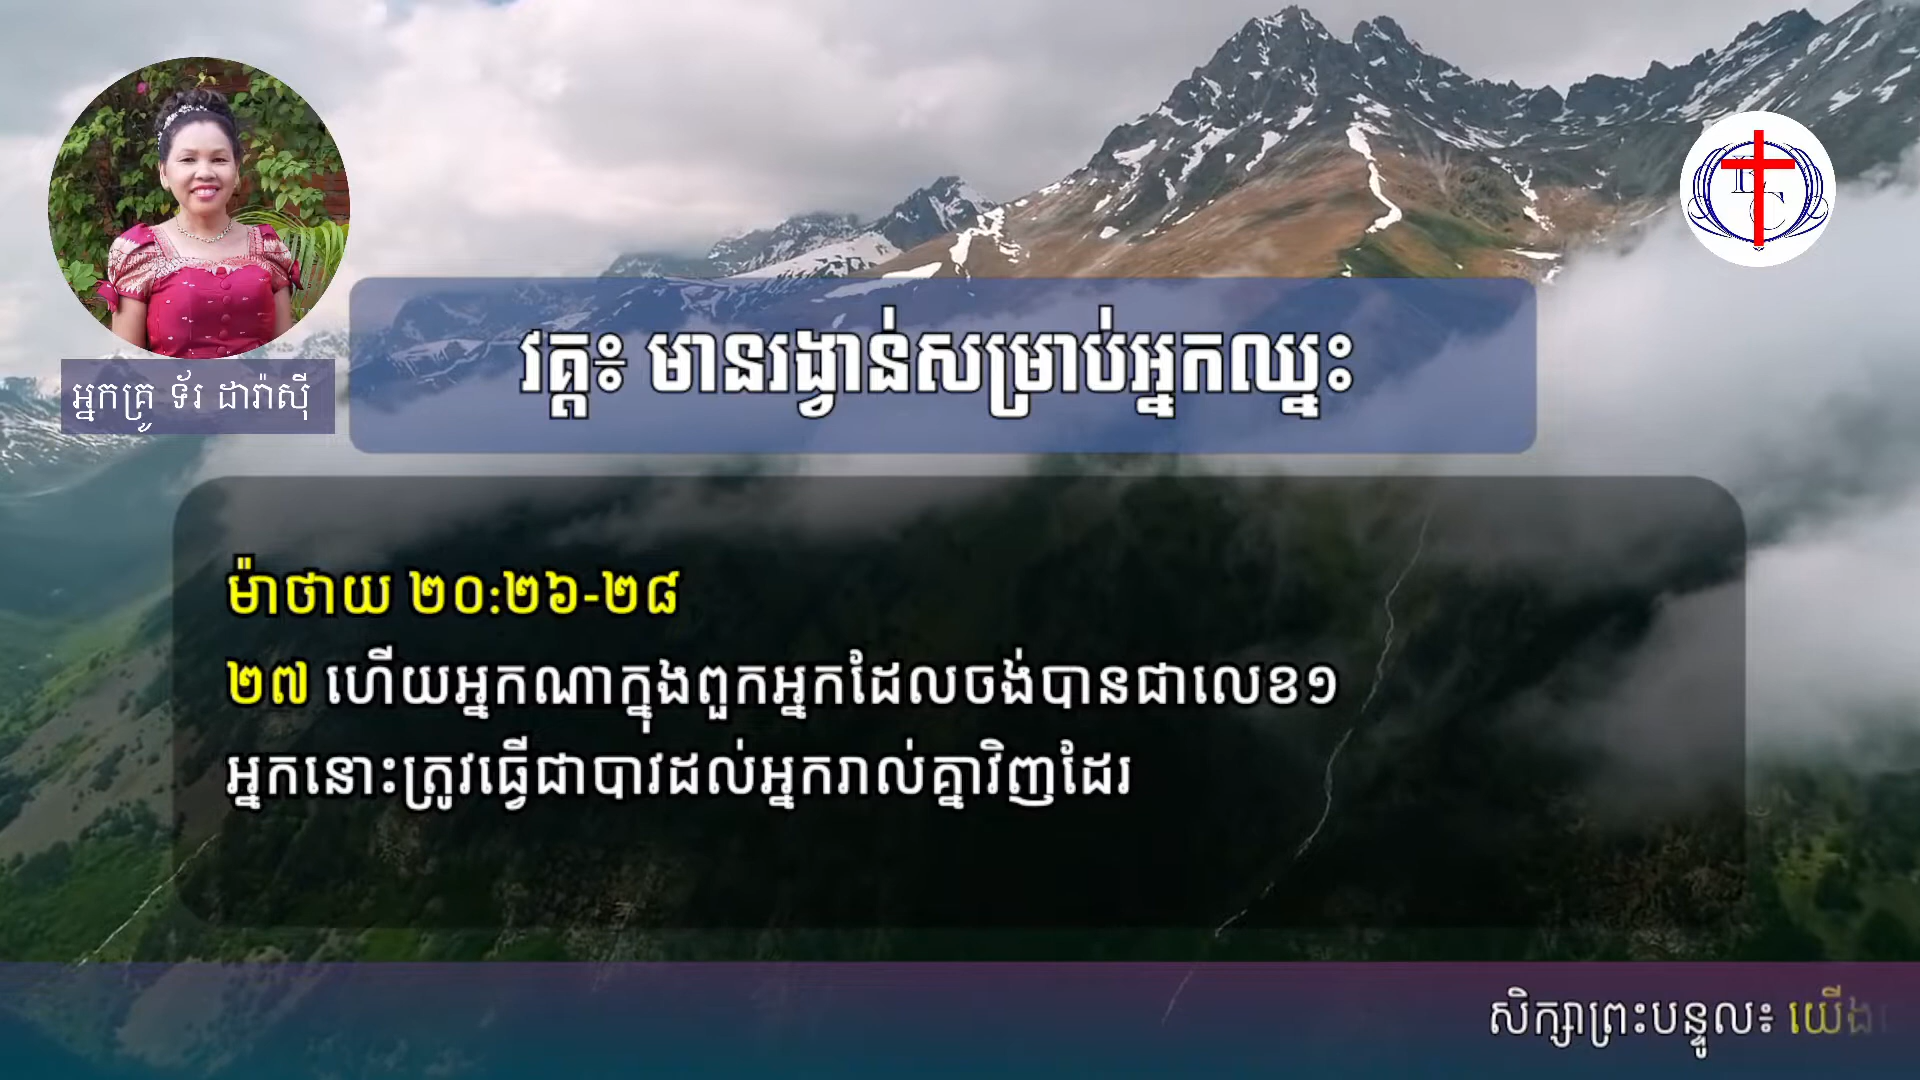 អ្នកគ្រូ ទ័រ ដារ៉ាស៊ី
វគ្គ៖ មានរង្វាន់សម្រាប់អ្នកឈ្នះ
ម៉ាថាយ ២០:២៦-២៨
២៧ ហើយអ្នកណាក្នុងពួកអ្នកដែលចង់បានជាលេខ១
អ្នកនោះត្រូវធ្វើជាបាវដល់អ្នករាល់គ្នាវិញដែរ
សិក្សាព្រះបន្ទូល៖ យើង